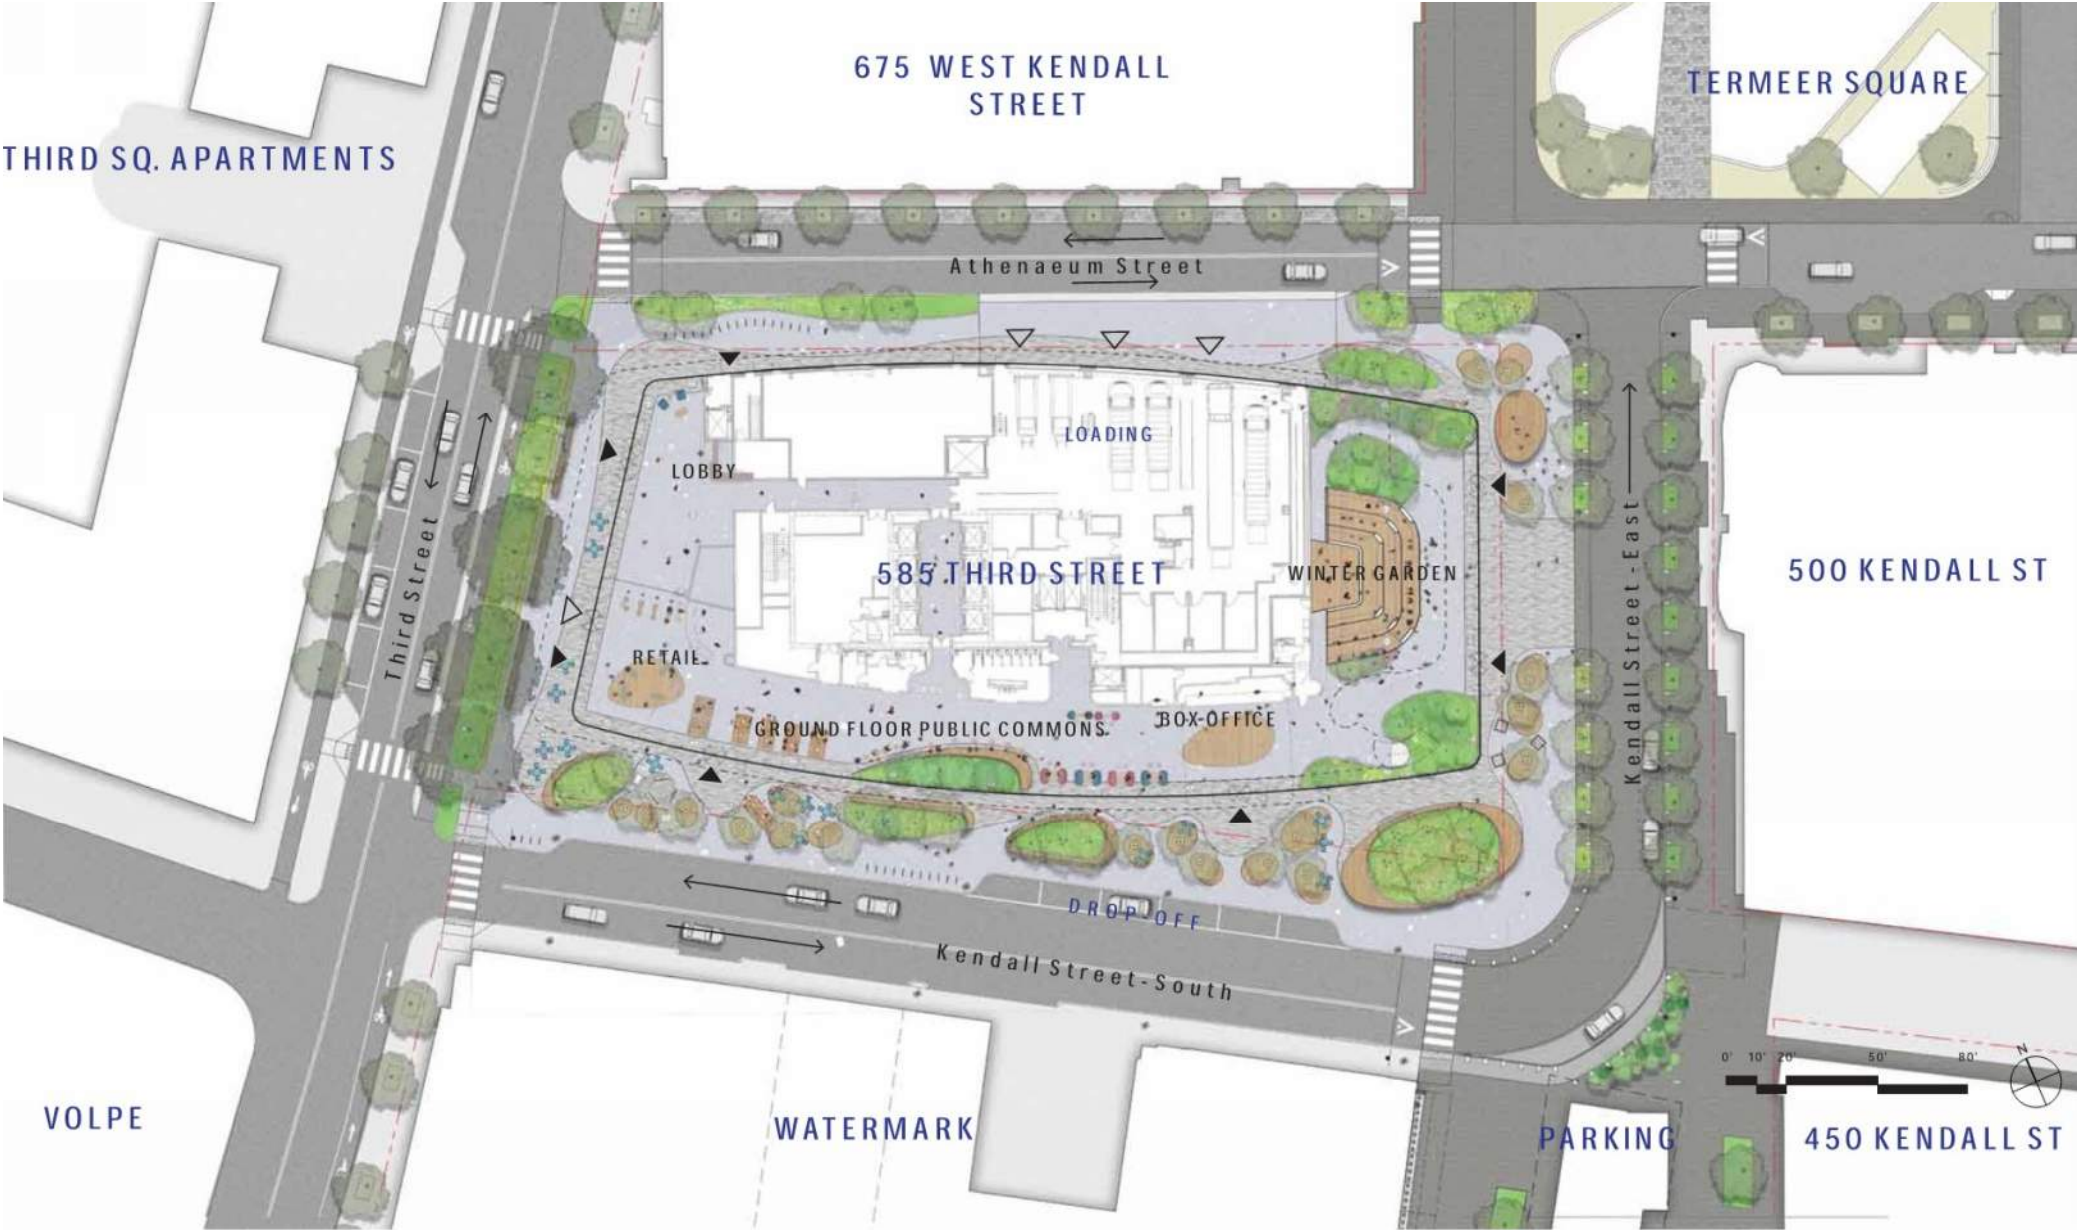 675 WEST KENDALL
STREET
TERMEER SQUARE
THIRD SQ. APARTMENTS
Athenaeum Street
LOADING
LOBBY
Third Street
585 THIRD STREET
WINTER GARDEN
Kendall Street-East
500 KENDALL ST
RETAIL
GROUND FLOOR PUBLIC COMMONS
BOX-OFFICE
DROP-OFF
Kendall Street-South
0' 10' 20' 50' 80'
N
VOLPE
WATERMARK
PARKING
450 KENDALL ST